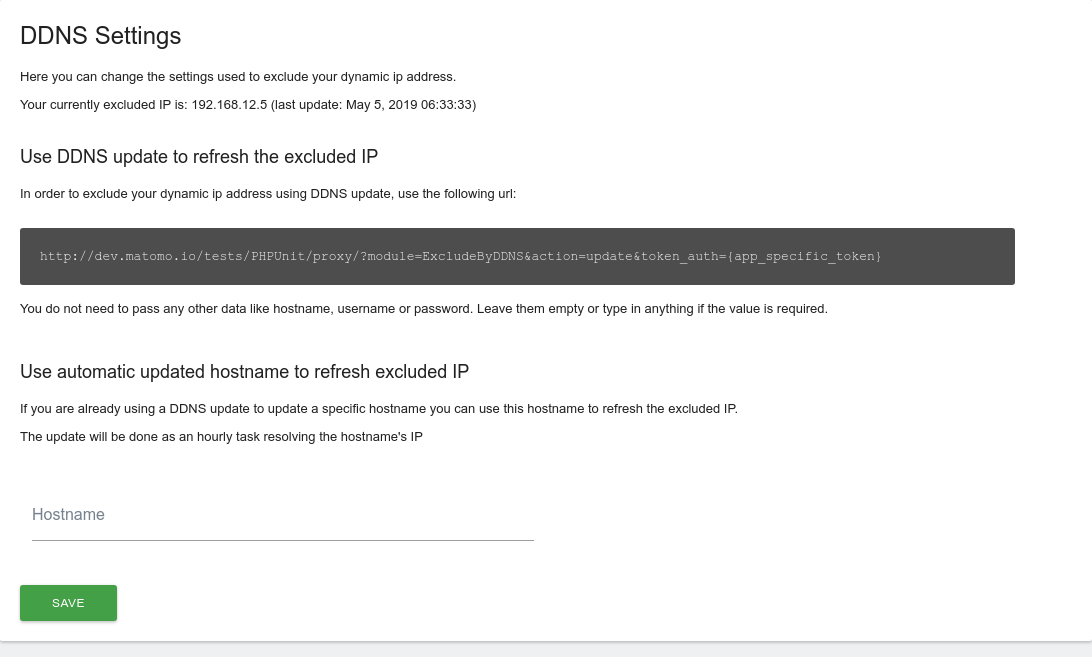 DDNS Settings
Here you can change the settings used to exclude your dynamic ip address.
Your currently excluded IP is: 192.168.12.5 (last update: May 5, 2019 06:33:33)
Use DDNS update to refresh the excluded IP
In order to exclude your dynamic ip address using DDNS update, use the following url:
http://dev.matomo.io/tests/PHPUnit/proxy/?module=ExcludeByDDNS&action=update&token_auth={app_specific_token}
You do not need to pass any other data like hostname, username or password. Leave them empty or type in anything if the value is required.
Use automatic updated hostname to refresh excluded IP
If you are already using a DDNS update to update a specific hostname you can use this hostname to refresh the excluded IP.
The update will be done as an hourly task resolving the hostname's IP
Hostname
SAVE